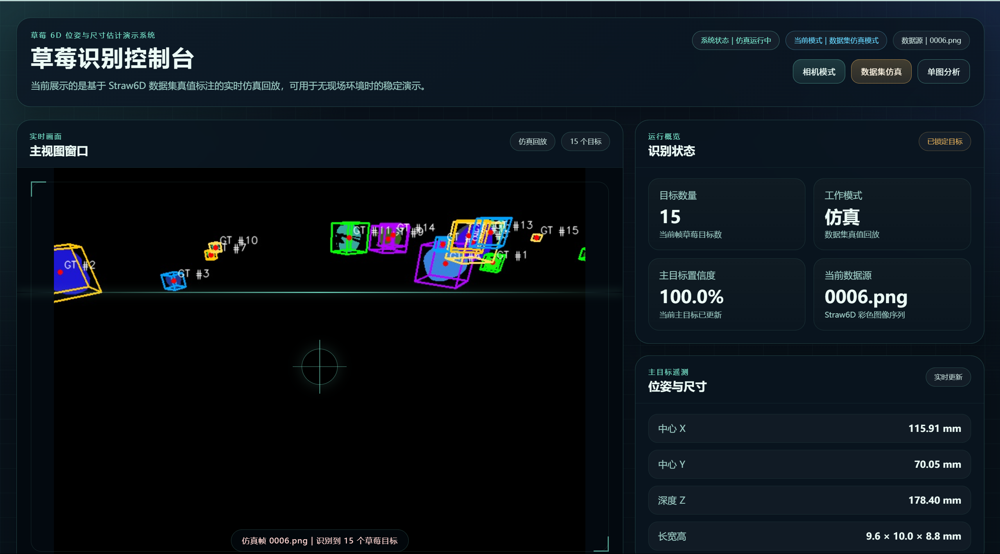 草莓 6D 位姿与尺寸估计演示系统
草莓识别控制台
当前展示的是基于 Straw6D 数据集真值标注的实时仿真回放，可用于无现场环境时的稳定演示。
系统状态 | 仿真运行中
当前模式 | 数据集仿真模式
数据源 | 0006.png
相机模式
数据集仿真
单图分析
实时画面
主视图窗口
仿真回放
15 个目标
GT #2
GT #3
GT #10
#7
GT #11
GT #14
#9
GT #8
#13
GT #15
GT #1
GT
仿真帧 0006.png | 识别到 15 个草莓目标
运行概览
识别状态
已锁定目标
目标数量
15
当前帧草莓目标数
工作模式
仿真
数据集真值回放
主目标置信度
100.0%
当前主目标已更新
当前数据源
0006.png
Straw6D 彩色图像序列
主目标遥测
位姿与尺寸
实时更新
中心 X
115.91 mm
中心 Y
70.05 mm
深度 Z
178.40 mm
长宽高
9.6 × 10.0 × 8.8 mm